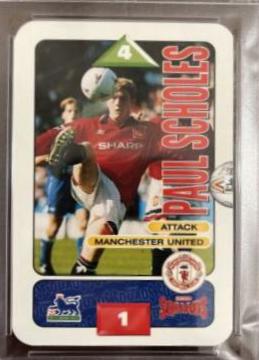 4
PAUL SCHOLES
SHARP
ATTACK
MANCHESTER UNITED
1